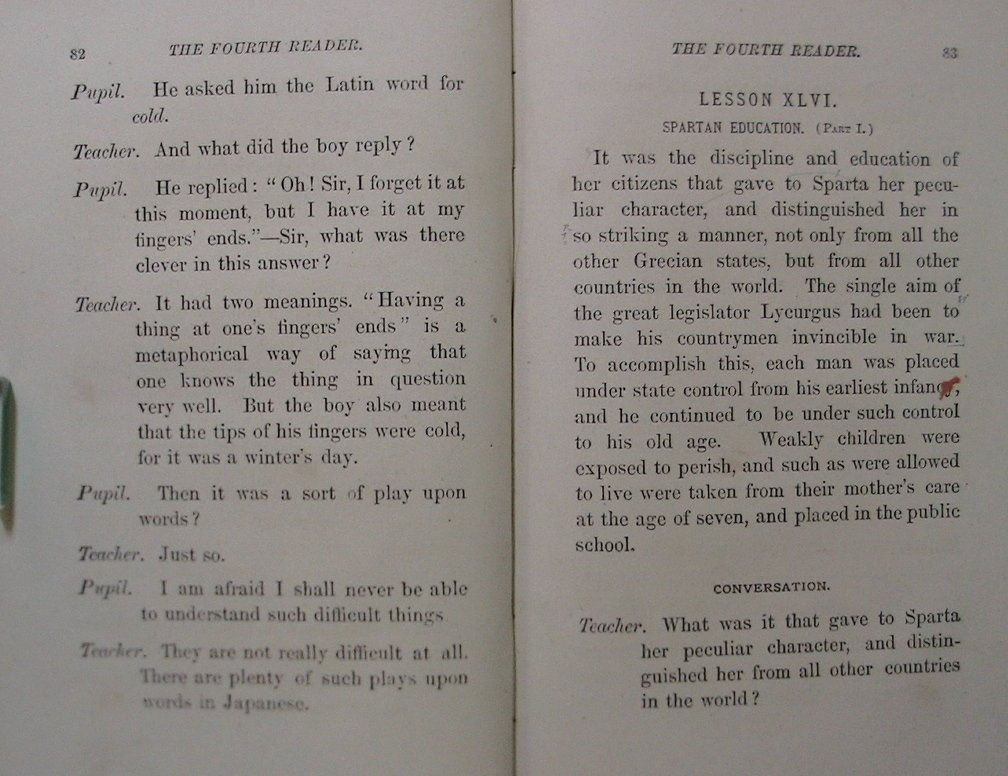 82
THE FOURTH READER.
Pupil. He asked him the Latin word for
cold.
Teacher. And what did the boy reply?
Pupil. He replied: "Oh! Sir, I forget it at
this moment, but I have it at my
fingers' ends."—Sir, what was there
clever in this answer?
Teacher. It had two meanings. "Having a
thing at one's fingers' ends" is a
metaphorical way of saying that
one knows the thing in question
very well. But the boy also meant
that the tips of his fingers were cold,
for it was a winter's day.
Pupil. Then it was a sort of play upon
words?
Teacher. Just so.
Pupil. I am afraid I shall never be able
to understand such difficult things
Teacher. They are not really difficult at all.
There are plenty of such plays upon
words in Japanese.
THE FOURTH READER.
83
LESSON XLVI.
SPARTAN EDUCATION. (PART I.)
It was the discipline and education of
her citizens that gave to Sparta her pecu-
liar character, and distinguished her in
so striking a manner, not only from all the
other Grecian states, but from all other
countries in the world. The single aim of
the great legislator Lycurgus had been to
make his countrymen invincible in war.
To accomplish this, each man was placed
under state control from his earliest infancy,
and he continued to be under such control
to his old age. Weakly children were
exposed to perish, and such as were allowed
to live were taken from their mother's care
at the age of seven, and placed in the public
school.
CONVERSATION.
Teacher. What was it that gave to Sparta
her peculiar character, and distin-
guished her from all other countries
in the world?